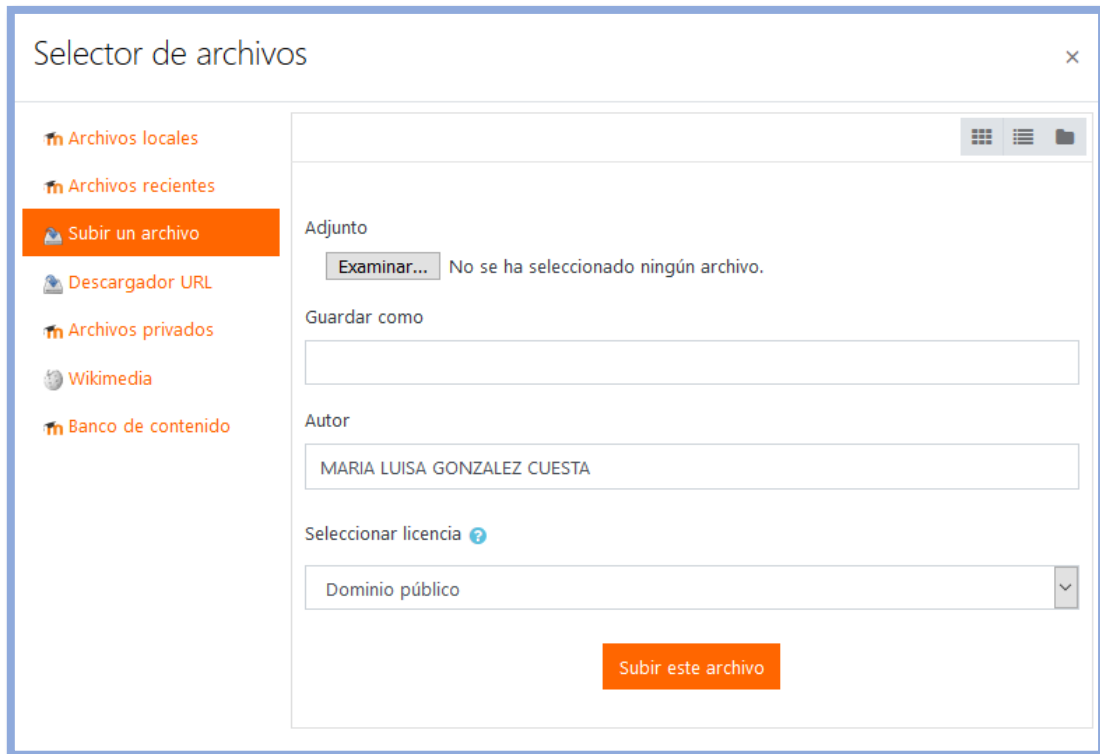 Selector de archivos
Archivos locales
Archivos recientes
Subir un archivo
Descargador URL
Archivos privados
Wikimedia
Banco de contenido
Adjunto
Examinar... No se ha seleccionado ningún archivo.
Guardar como
Autor
MARIA LUISA GONZALEZ CUESTA
Seleccionar licencia
Dominio público
Subir este archivo